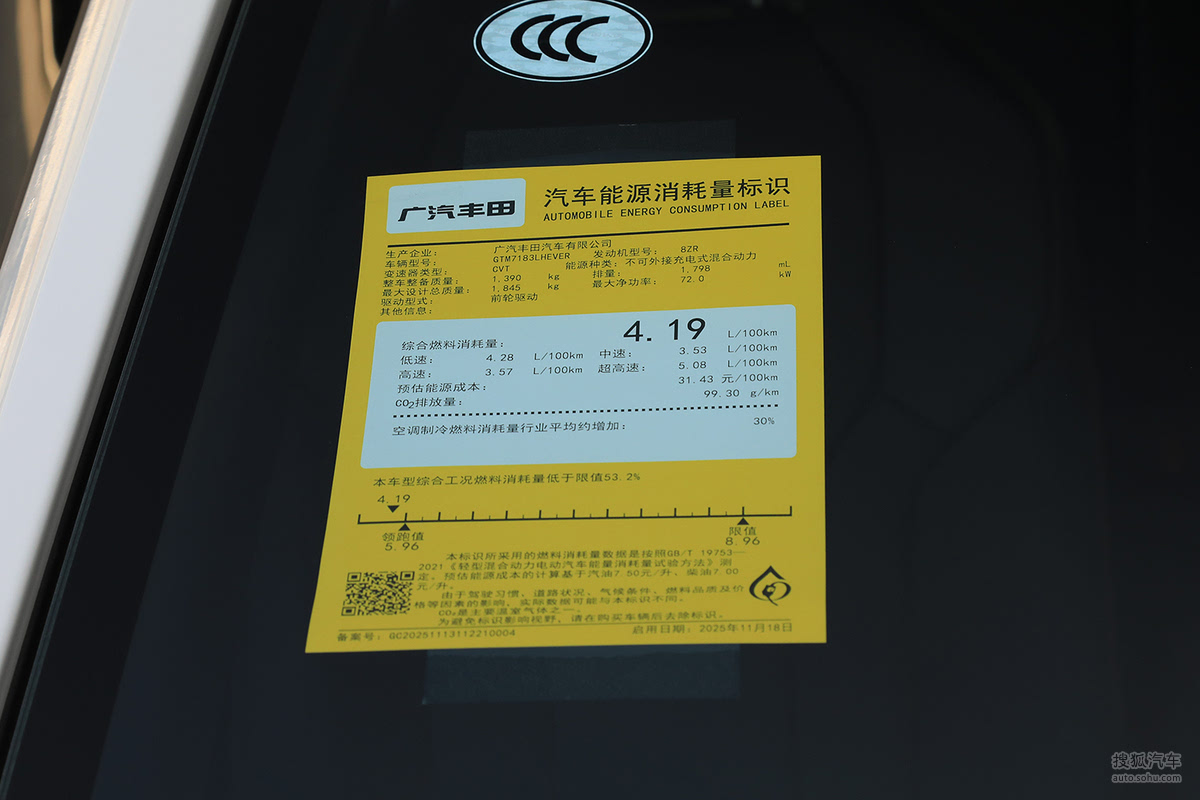 CCC
广汽丰田
汽车能源消耗量标识
AUTOMOBILE ENERGY CONSUMPTION LABEL
生产企业: 广汽丰田汽车有限公司
车辆型号: GTM7183LHEVER 发动机型号: 8ZR
变速器类型: CVT 能源种类: 不可外接充电式混合动力
整车整备质量: 1,390 kg 排量: 1,798 mL
最大设计总质量: 1,845 kg 最大净功率: 72.0 kW
驱动型式: 前轮驱动
其他信息:
综合燃料消耗量: 4.19 L/100km
低速: 4.28 L/100km 中速: 3.53 L/100km
高速: 3.57 L/100km 超高速: 5.08 L/100km
预估能源成本: 31.43 元/100km
CO2排放量: 99.30 g/km
空调制冷燃料消耗量行业平均约增加: 30%
本车型综合工况燃料消耗量低于限值53.2%
4.19
领跑值 限值
5.96 8.96
本标识所采用的燃料消耗量数据是按照GB/T 19753—
2021《轻型混合动力电动汽车能量消耗量试验方法》测
定。预估能源成本的计算基于汽油7.50元/升、柴油7.00
元/升。
由于驾驶习惯、道路状况、气候条件、燃料品质及价
格等因素的影响,实际数据可能与本标识不同。
CO2是主要温室气体之一。
为避免标识影响视野,请在购买车辆后去除标识。
备案号: GC20251113112210004 启用日期: 2025年11月18日
搜狐汽车
auto.sohu.com